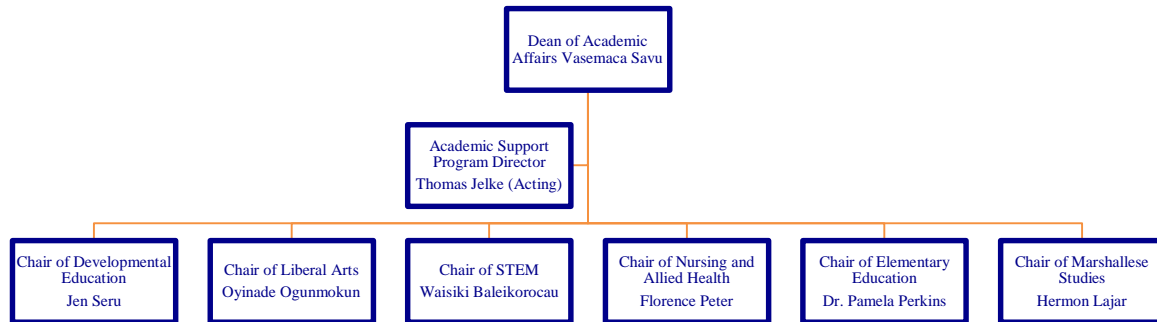 Dean of Academic
Affairs Vasemaca Savu
Academic Support
Program Director
Thomas Jelke (Acting)
Chair of Developmental
Education
Jen Seru
Chair of Liberal Arts
Oyinade Ogunmokun
Chair of STEM
Waisiki Baleikorocau
Chair of Nursing and
Allied Health
Florence Peter
Chair of Elementary
Education
Dr. Pamela Perkins
Chair of Marshallese
Studies
Hermon Lajar